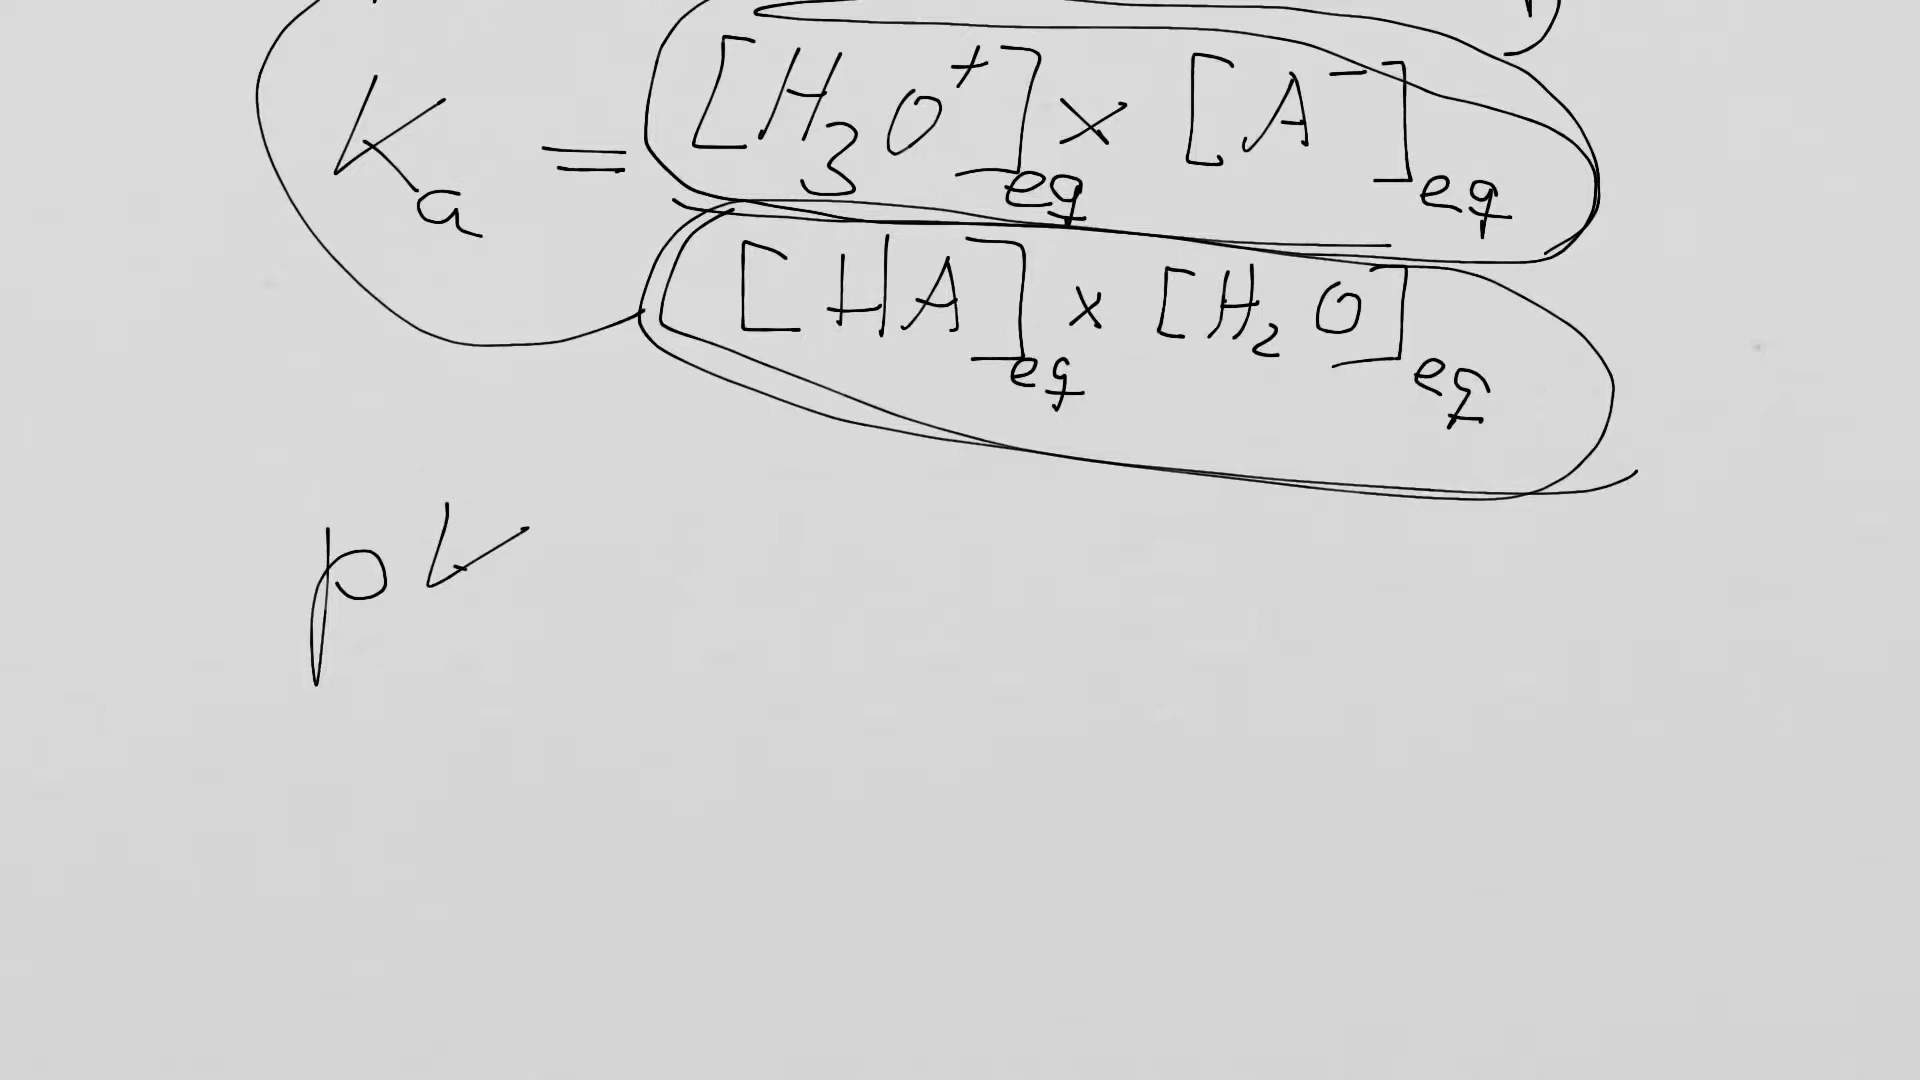 Kₐ = [H₃O⁺]eq × [A⁻]eq
[HA]eq × [H₂O]eq
pK